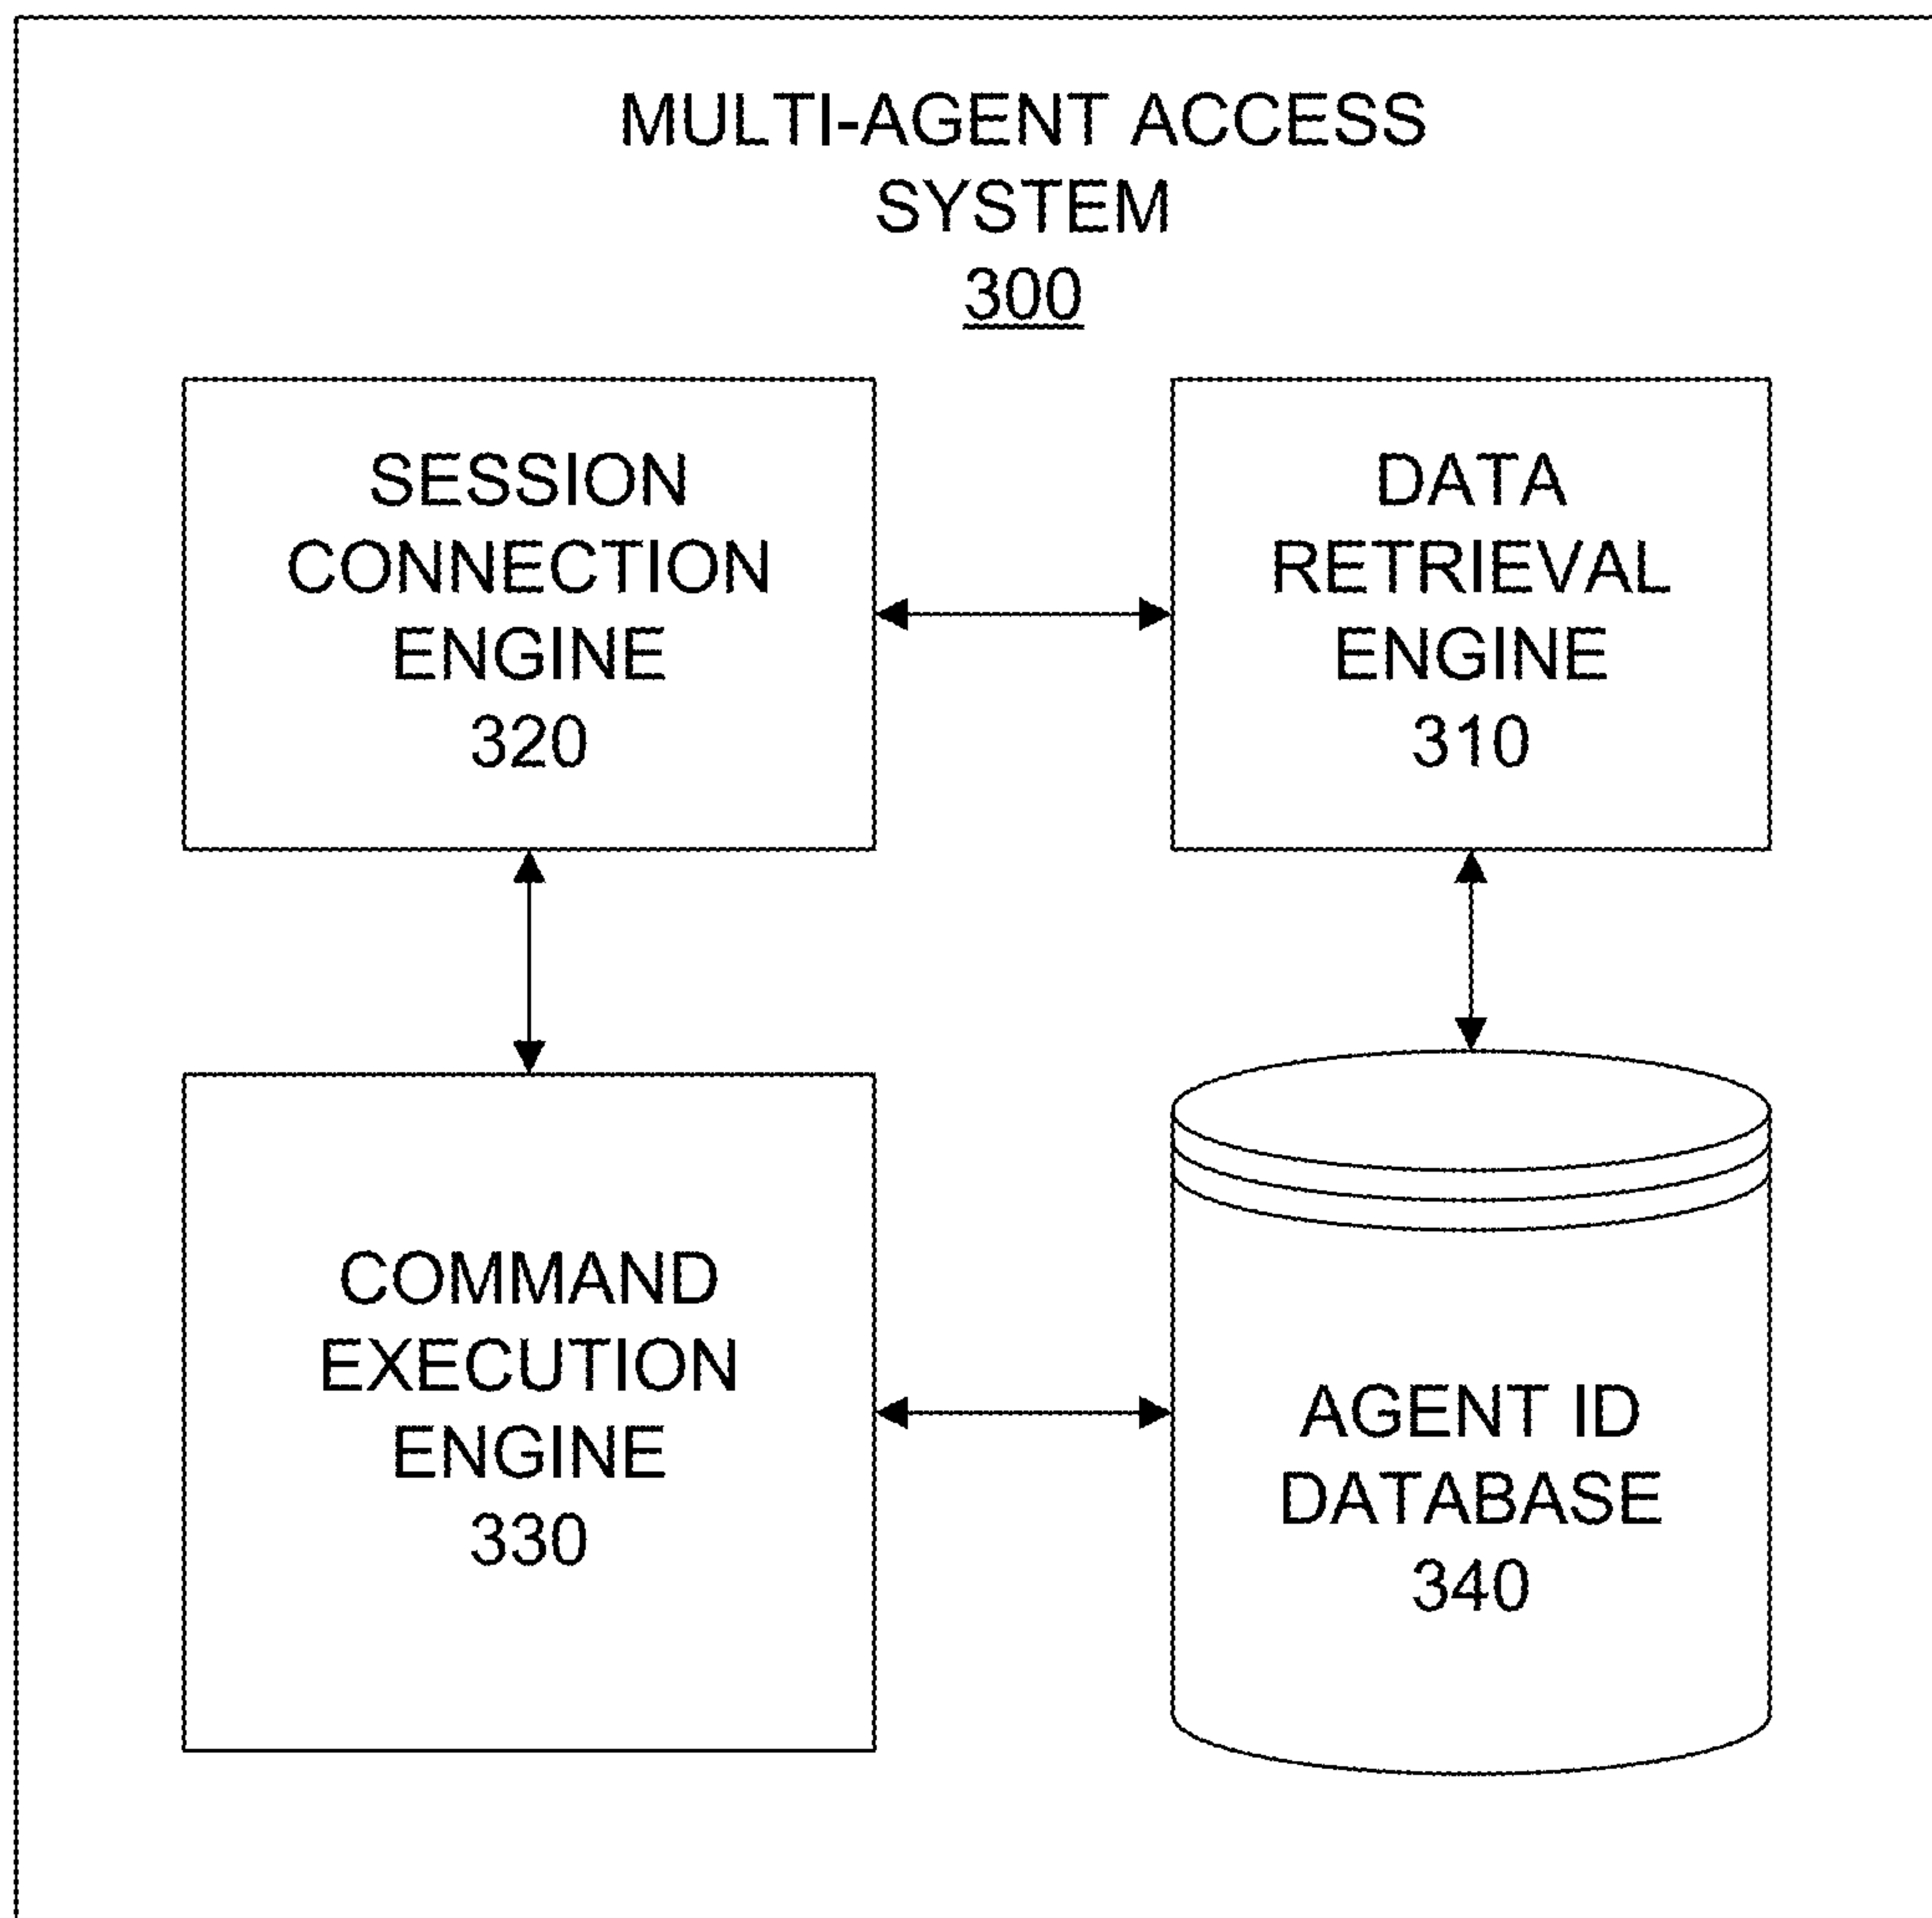 MULTI-AGENT ACCESS
SYSTEM
300
SESSION
CONNECTION
ENGINE
320
DATA
RETRIEVAL
ENGINE
310
COMMAND
EXECUTION
ENGINE
330
AGENT ID
DATABASE
340